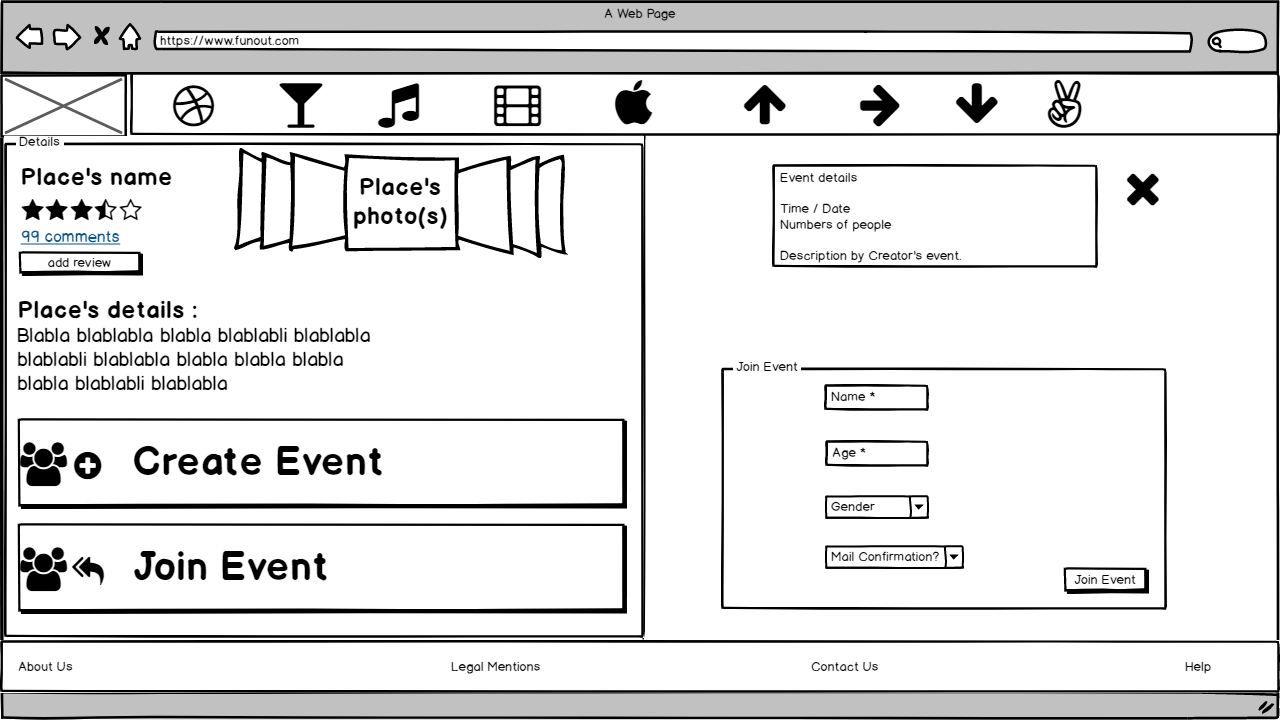 A Web Page
https://www.funout.com
Details
Place's name
99 comments
add review
Place's
photo(s)
Place's details :
Blabla blablabla blabla blablabli blablabla
blablabli blablabla blabla blabla blabla
blabla blablabli blablabla
Create Event
Join Event
Event details
Time / Date
Numbers of people
Description by Creator's event.
Join Event
Name *
Age *
Gender
Mail Confirmation?
Join Event
About Us
Legal Mentions
Contact Us
Help